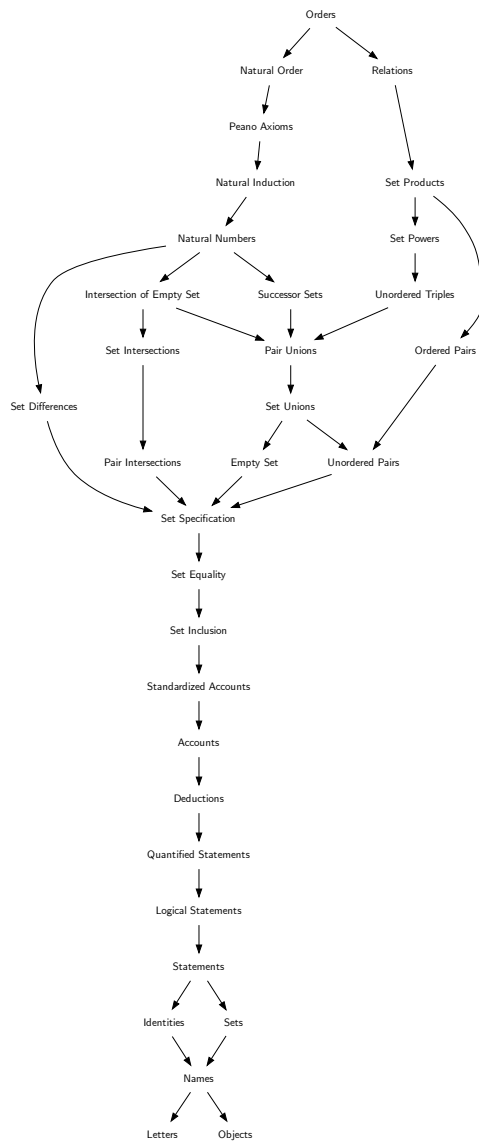 Orders
Natural Order
Relations
Peano Axioms
Natural Induction
Set Products
Natural Numbers
Set Powers
Intersection of Empty Set
Successor Sets
Unordered Triples
Set Intersections
Pair Unions
Ordered Pairs
Set Differences
Set Unions
Pair Intersections
Empty Set
Unordered Pairs
Set Specification
Set Equality
Set Inclusion
Standardized Accounts
Accounts
Deductions
Quantified Statements
Logical Statements
Statements
Identities
Sets
Names
Letters
Objects